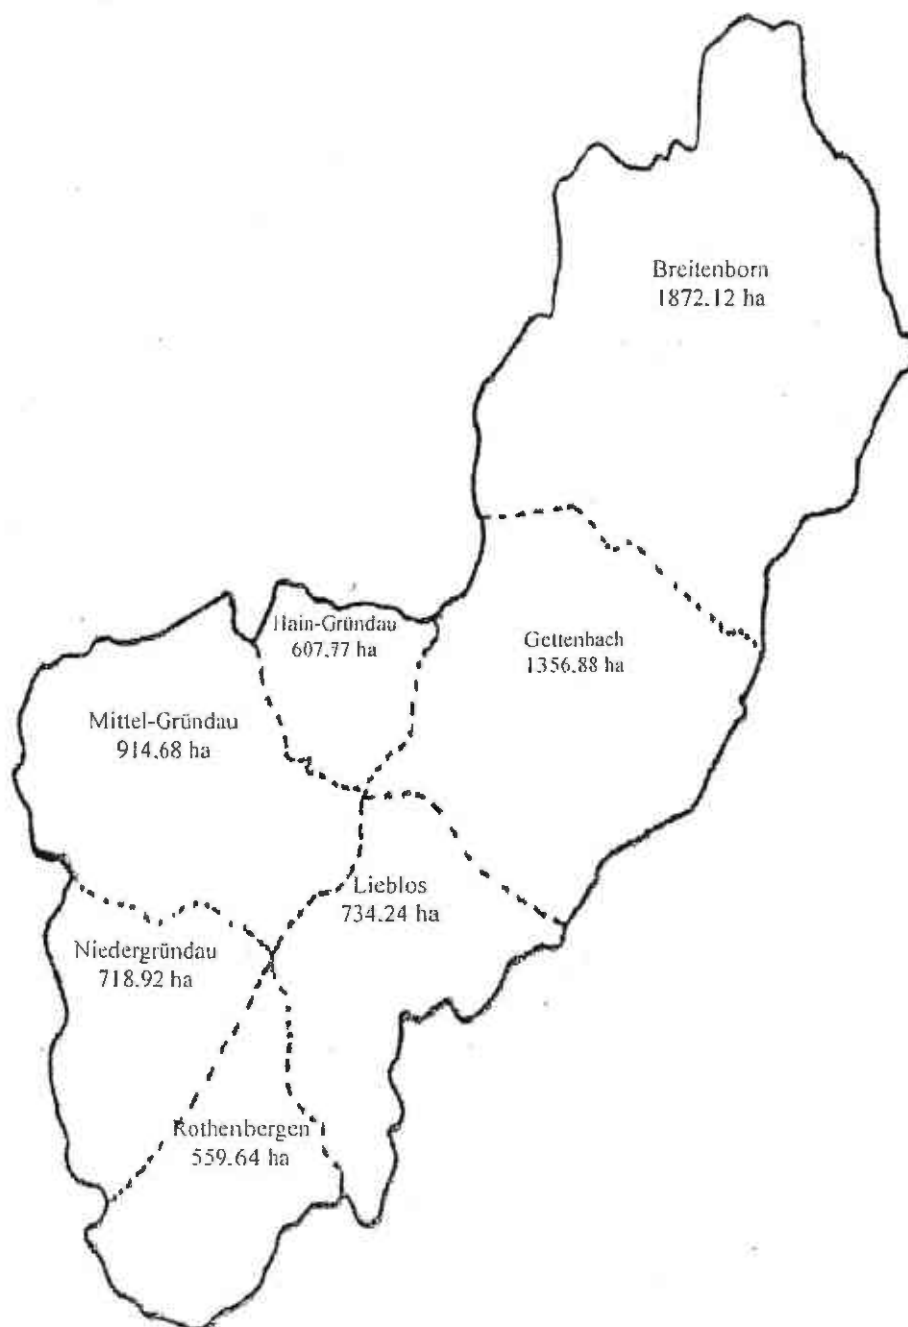 Breitenborn
1872.12 ha
Hain-Gründau
607.77 ha
Gettenbach
1356.88 ha
Mittel-Gründau
914.68 ha
Lieblos
734.24 ha
Niedergründau
718.92 ha
Rothenbergen
559.64 ha